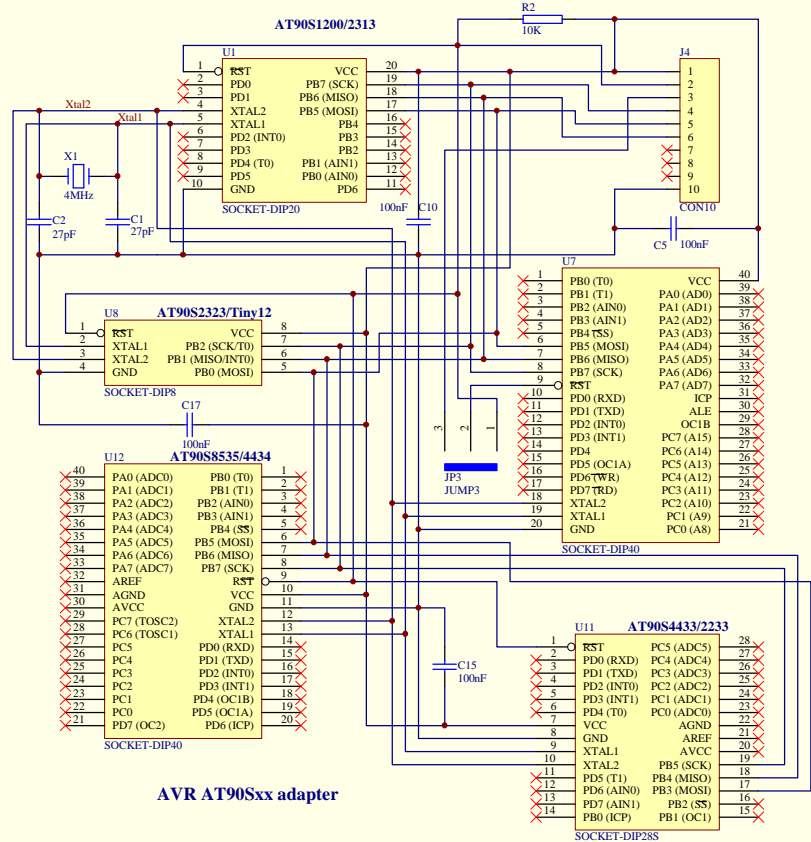 AT90S1200/2313
R2
10K
U1
J4
1 RST VCC 20
2 PD0 PB7 (SCK) 19
3 PD1 PB6 (MISO) 18
4 XTAL2 PB5 (MOSI) 17
5 XTAL1 PB4 16
6 PD2 (INT0) PB3 15
7 PD3 PB2 14
8 PD4 (T0) PB1 (AIN1) 13
9 PD5 PB0 (AIN0) 12
10 GND PD6 11
SOCKET-DIP20
1
2
3
4
5
6
7
8
9
10
CON10
Xtal2
Xtal1
X1
4MHz
C2
27pF
C1
27pF
100nF
C10
C5
100nF
U7
1 PB0 (T0) VCC 40
2 PB1 (T1) PA0 (AD0) 39
3 PB2 (AIN0) PA1 (AD1) 38
4 PB3 (AIN1) PA2 (AD2) 37
5 PB4 (SS) PA3 (AD3) 36
6 PB5 (MOSI) PA4 (AD4) 35
7 PB6 (MISO) PA5 (AD5) 34
8 PB7 (SCK) PA6 (AD6) 33
9 RST PA7 (AD7) 32
10 PD0 (RXD) ICP 31
11 PD1 (TXD) ALE 30
12 PD2 (INT0) OC1B 29
13 PD3 (INT1) PC7 (A15) 28
14 PD4 PC6 (A14) 27
15 PD5 (OC1A) PC5 (A13) 26
16 PD6 (WR) PC4 (A12) 25
17 PD7 (RD) PC3 (A11) 24
18 XTAL2 PC2 (A10) 23
19 XTAL1 PC1 (A9) 22
20 GND PC0 (A8) 21
SOCKET-DIP40
U8
AT90S2323/Tiny12
1 RST VCC 8
2 XTAL1 PB2 (SCK/T0) 7
3 XTAL2 PB1 (MISO/INT0) 6
4 GND PB0 (MOSI) 5
SOCKET-DIP8
C17
100nF
3 2 1
JP3
JUMP3
U12
AT90S8535/4434
40 PA0 (ADC0) PB0 (T0) 1
39 PA1 (ADC1) PB1 (T1) 2
38 PA2 (ADC2) PB2 (AIN0) 3
37 PA3 (ADC3) PB3 (AIN1) 4
36 PA4 (ADC4) PB4 (SS) 5
35 PA5 (ADC5) PB5 (MOSI) 6
34 PA6 (ADC6) PB6 (MISO) 7
33 PA7 (ADC7) PB7 (SCK) 8
32 AREF RST 9
31 AGND VCC 10
30 AVCC GND 11
29 PC7 (TOSC2) XTAL2 12
28 PC6 (TOSC1) XTAL1 13
27 PC5 PD0 (RXD) 14
26 PC4 PD1 (TXD) 15
25 PC3 PD2 (INT0) 16
24 PC2 PD3 (INT1) 17
23 PC1 PD4 (OC1B) 18
22 PC0 PD5 (OC1A) 19
21 PD7 (OC2) PD6 (ICP) 20
SOCKET-DIP40
C15
100nF
U11
AT90S4433/2233
1 RST PC5 (ADC5) 28
2 PD0 (RXD) PC4 (ADC4) 27
3 PD1 (TXD) PC3 (ADC3) 26
4 PD2 (INT0) PC2 (ADC2) 25
5 PD3 (INT1) PC1 (ADC1) 24
6 PD4 (T0) PC0 (ADC0) 23
7 VCC AGND 22
8 GND AREF 21
9 XTAL1 AVCC 20
10 XTAL2 PB5 (SCK) 19
11 PD5 (T1) PB4 (MISO) 18
12 PD6 (AIN0) PB3 (MOSI) 17
13 PD7 (AIN1) PB2 (SS) 16
14 PB0 (ICP) PB1 (OC1) 15
SOCKET-DIP28S
AVR AT90Sxx adapter